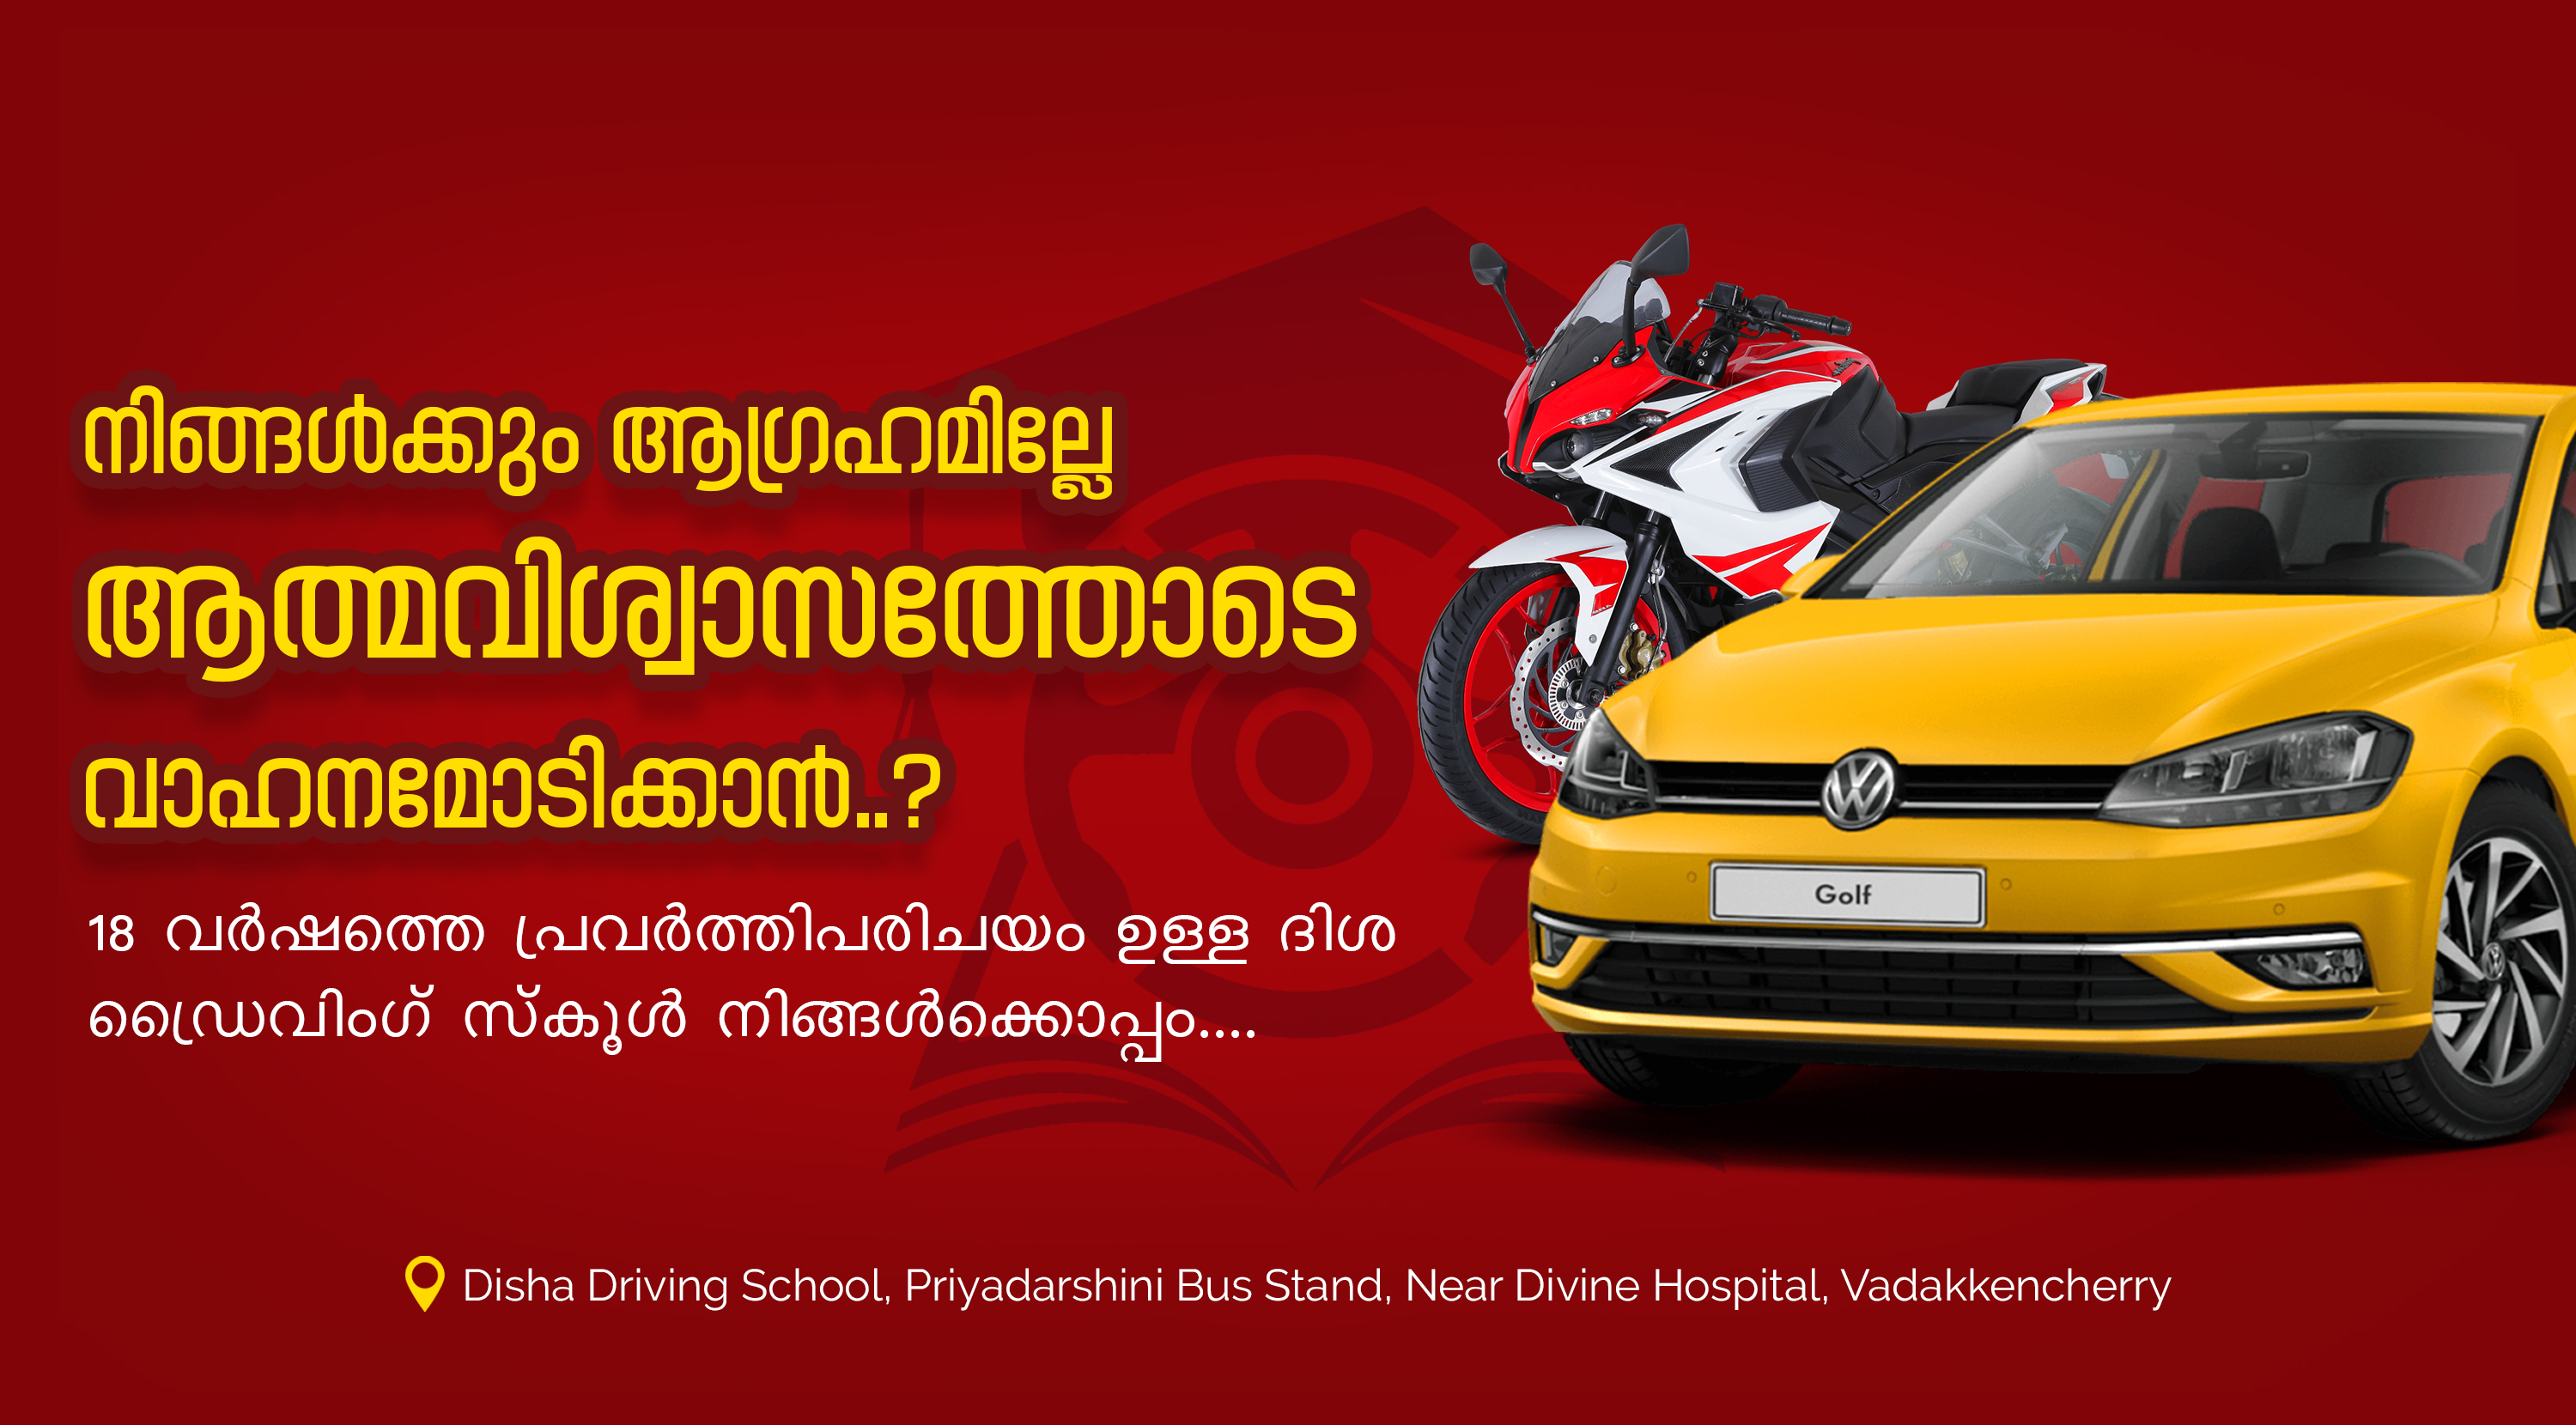 നിങ്ങൾക്കും ആഗ്രഹമില്ലേ
ആത്മവിശ്വാസത്തോടെ
വാഹനമോടിക്കാൻ..?
18 വർഷത്തെ പ്രവർത്തിപരിചയം ഉള്ള ദിശ
ഡ്രൈവിംഗ് സ്കൂൾ നിങ്ങൾക്കൊപ്പം....
Golf
Disha Driving School, Priyadarshini Bus Stand, Near Divine Hospital, Vadakkencherry